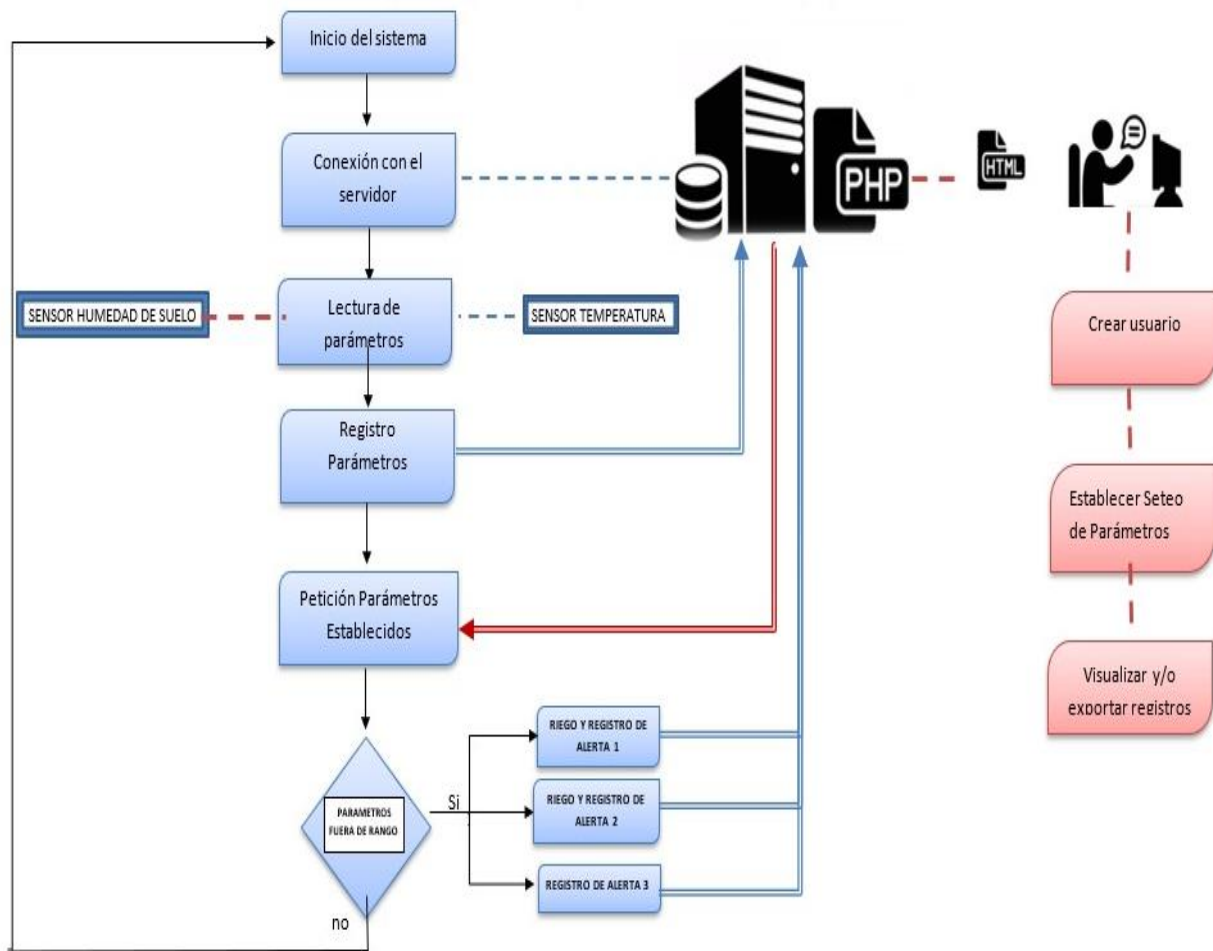 Inicio del sistema
Conexión con el
servidor
PHP
HTML
SENSOR HUMEDAD DE SUELO
Lectura de
parámetros
SENSOR TEMPERATURA
Crear usuario
Registro
Parámetros
Establecer Seteo
de Parámetros
Petición Parámetros
Establecidos
Visualizar y/o
exportar registros
PARAMETROS
FUERA DE RANGO
Si
RIEGO Y REGISTRO DE
ALERTA 1
RIEGO Y REGISTRO DE
ALERTA 2
REGISTRO DE ALERTA 3
no